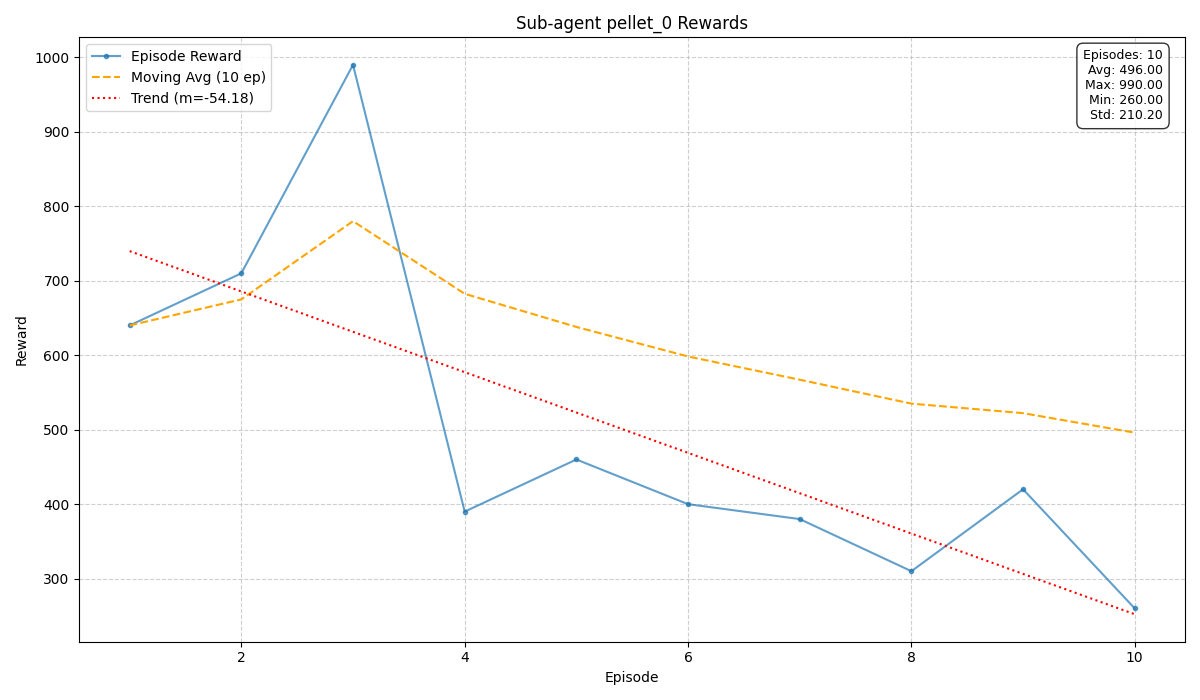 Sub-agent pellet_0 Rewards
Episode Reward
Moving Avg (10 ep)
Trend (m=-54.18)
Episodes: 10
Avg: 496.00
Max: 990.00
Min: 260.00
Std: 210.20
1000
900
800
700
600
500
400
300
Reward
2
4
6
8
10
Episode